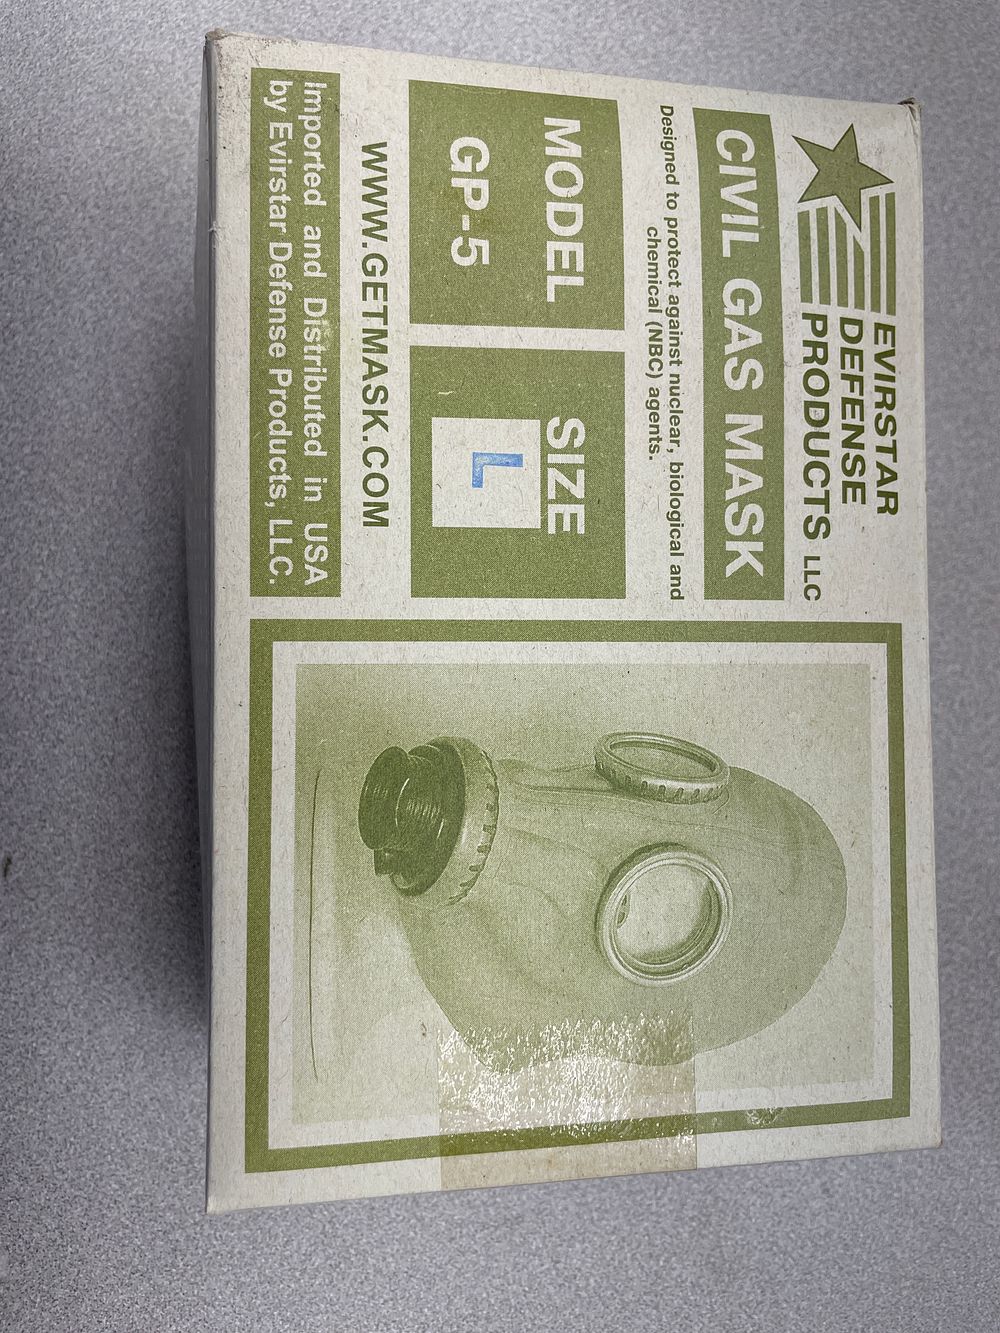 EVIRSTAR
DEFENSE
PRODUCTS LLC
CIVIL GAS MASK
Designed to protect against nuclear, biological and
chemical (NBC) agents.
MODEL
GP-5
SIZE
L
WWW.GETMASK.COM
Imported and Distributed in USA
by Evirstar Defense Products, LLC.